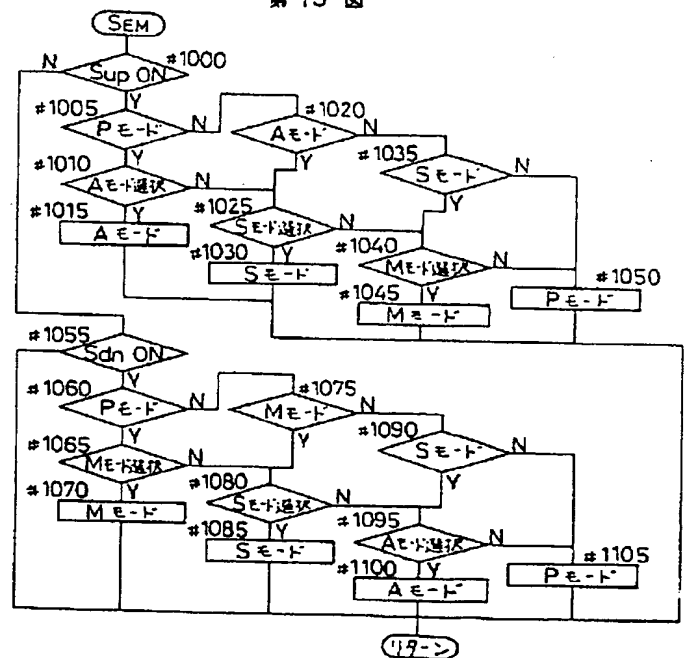 第 15 図
SEM
#1000
N
Sup ON
Y
#1005
Pモード
N
#1020
Aモード
N
Y
Y
#1035
Sモード
N
Y
#1010
Aモード選択
N
Y
#1025
Sモード選択
N
Y
#1040
Mモード選択
N
Y
#1015
Aモード
#1030
Sモード
#1045
Mモード
#1050
Pモード
#1055
Sdn ON
Y
#1060
Pモード
N
#1075
Mモード
N
Y
Y
#1090
Sモード
N
Y
#1065
Mモード選択
N
Y
#1080
Sモード選択
N
Y
#1095
Aモード選択
N
Y
#1070
Mモード
#1085
Sモード
#1100
Aモード
#1105
Pモード
リターン